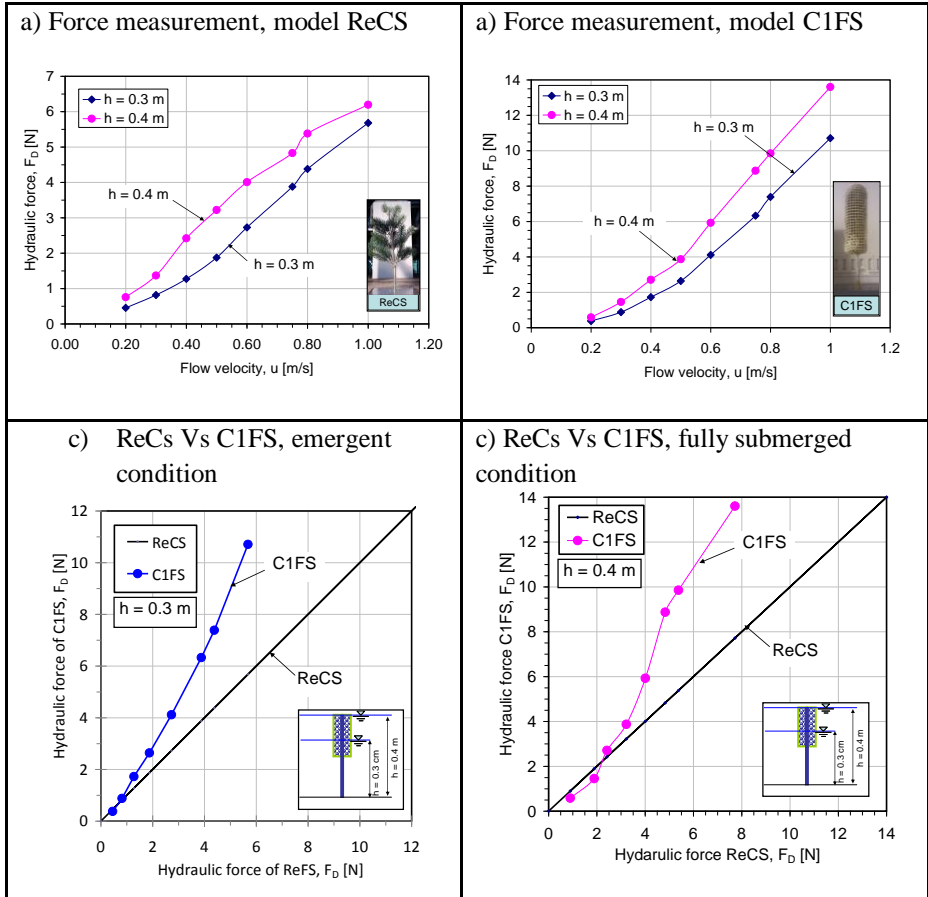 a) Force measurement, model ReCS
7
6
5
4
3
2
1
0
Hydraulic force, F_D [N]
h = 0.3 m
h = 0.4 m
h = 0.4 m
h = 0.3 m
ReCS
0.00 0.20 0.40 0.60 0.80 1.00 1.20
Flow velocity, u [m/s]
a) Force measurement, model C1FS
14
12
10
8
6
4
2
0
Hydraulic force, F_D [N]
h = 0.3 m
h = 0.4 m
h = 0.3 m
h = 0.4 m
C1FS
0 0.2 0.4 0.6 0.8 1 1.2
Flow velocity, u [m/s]
c) ReCs Vs C1FS, emergent
condition
12
10
8
6
4
2
0
Hydraulic force of C1FS, F_D [N]
ReCS
C1FS
h = 0.3 m
C1FS
ReCS
h = 0.3 cm
h = 0.4 m
0 2 4 6 8 10 12
Hydraulic force of ReFS, F_D [N]
c) ReCs Vs C1FS, fully submerged
condition
14
12
10
8
6
4
2
0
Hydraulic force C1FS, F_D [N]
ReCS
C1FS
h = 0.4 m
C1FS
ReCS
h = 0.3 cm
h = 0.4 m
0 2 4 6 8 10 12 14
Hydarulic force ReCS, F_D [N]